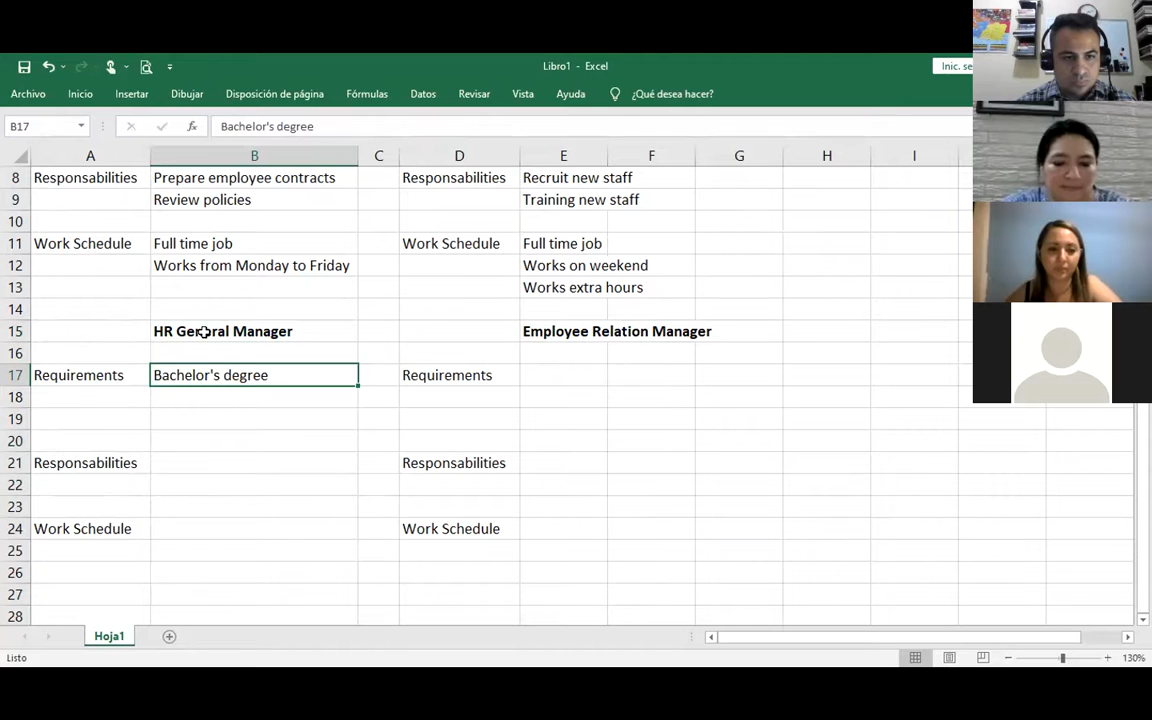 Libro1 - Excel
Inic. se
Archivo Inicio Insertar Dibujar Disposición de página Fórmulas Datos Revisar Vista Ayuda ¿Qué desea hacer?
B17 fx Bachelor's degree
A B C D E F G H I
8 Responsabilities Prepare employee contracts Responsabilities Recruit new staff
9 Review policies Training new staff
10
11 Work Schedule Full time job Work Schedule Full time job
12 Works from Monday to Friday Works on weekend
13 Works extra hours
14
15 HR General Manager Employee Relation Manager
16
17 Requirements Bachelor's degree Requirements
18
19
20
21 Responsabilities Responsabilities
22
23
24 Work Schedule Work Schedule
25
26
27
28
Hoja1
Listo 130%